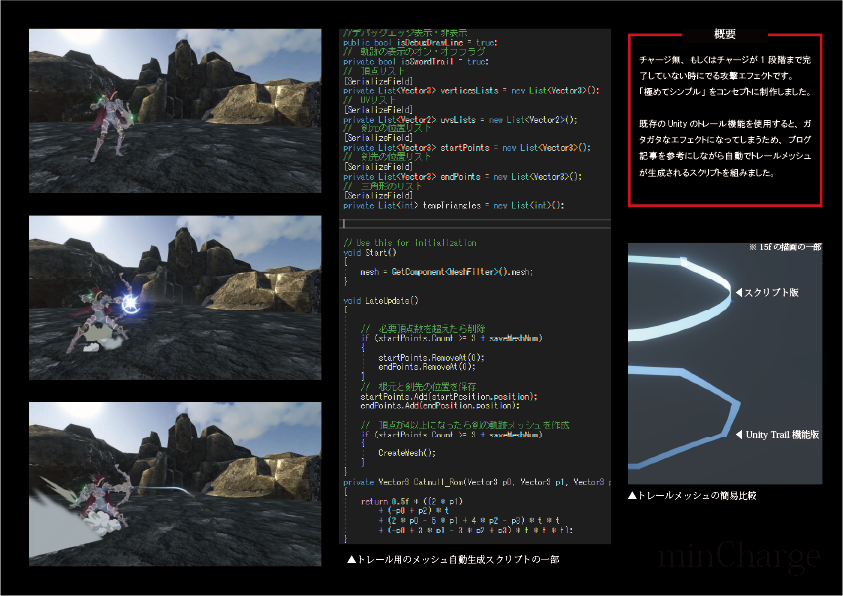 //デバッグエッジ表示・非表示
public bool isDebugDrawLine = true;
// 軌跡の表示のオン・オフフラグ
private bool isSwordTrail = true;
// 頂点リスト
[SerializeField]
private List<Vector3> verticesLists = new List<Vector3>();
// UVリスト
[SerializeField]
private List<Vector2> uvsLists = new List<Vector2>();
// 剣元の位置リスト
[SerializeField]
private List<Vector3> startPoints = new List<Vector3>();
// 剣先の位置リスト
[SerializeField]
private List<Vector3> endPoints = new List<Vector3>();
// 三角形のリスト
[SerializeField]
private List<int> tempTriangles = new List<int>();
// Use this for initialization
void Start()
{
mesh = GetComponent<MeshFilter>().mesh;
}
void LateUpdate()
{
// 必要頂点数を超えたら削除
if (startPoints.Count >= 3 + saveMeshNum)
{
startPoints.RemoveAt(0);
endPoints.RemoveAt(0);
}
// 根元と剣先の位置を保存
startPoints.Add(startPosition.position);
endPoints.Add(endPosition.position);
// 頂点が4以上になったら剣の軌跡メッシュを作成
if (startPoints.Count >= 3 + saveMeshNum)
{
CreateMesh();
}
}
private Vector3 Catmull_Rom(Vector3 p0, Vector3 p1, Vector3 p
{
return 0.5f * ((2 * p1)
+ (-p0 + p2) * t
+ (2 * p0 - 5 * p1 + 4 * p2 - p3) * t * t
+ (-p0 + 3 * p1 - 3 * p2 + p3) * t * t * t);
}
▲トレール用のメッシュ自動生成スクリプトの一部
概要
チャージ無、もしくはチャージが 1 段階まで完
了していない時にでる攻撃エフェクトです。
「極めてシンプル」をコンセプトに制作しました。
既存の Unity のトレール機能を使用すると、ガ
タガタなエフェクトになってしまうため、ブログ
記事を参考にしながら自動でトレールメッシュ
が生成されるスクリプトを組みました。
※ 15f の描画の一部
◀スクリプト版
◀ Unity Trail 機能版
▲トレールメッシュの簡易比較
minCharge